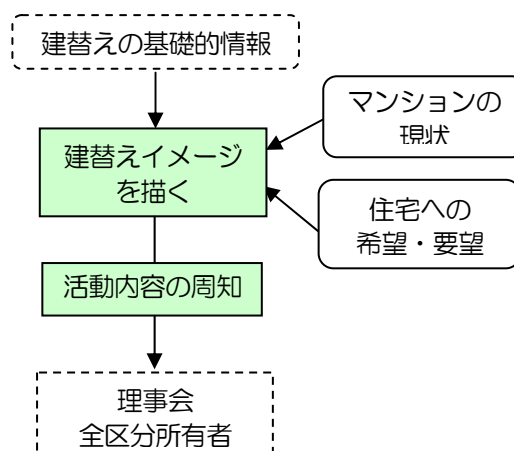 建替えの基礎的情報
マンションの
現状
建替えイメージ
を描く
住宅への
希望・要望
活動内容の周知
理事会
全区分所有者